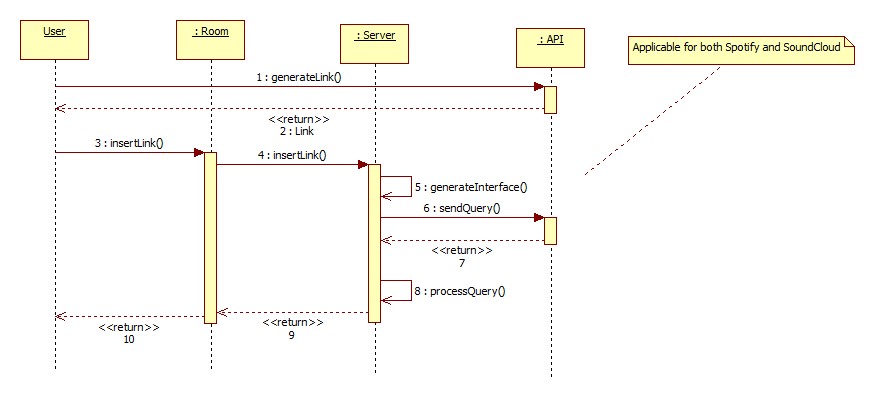 User
: Room
: Server
: API
Applicable for both Spotify and SoundCloud
1 : generateLink()
<<return>>
2 : Link
3 : insertLink()
4 : insertLink()
5 : generateInterface()
6 : sendQuery()
<<return>>
7
8 : processQuery()
<<return>>
9
<<return>>
10